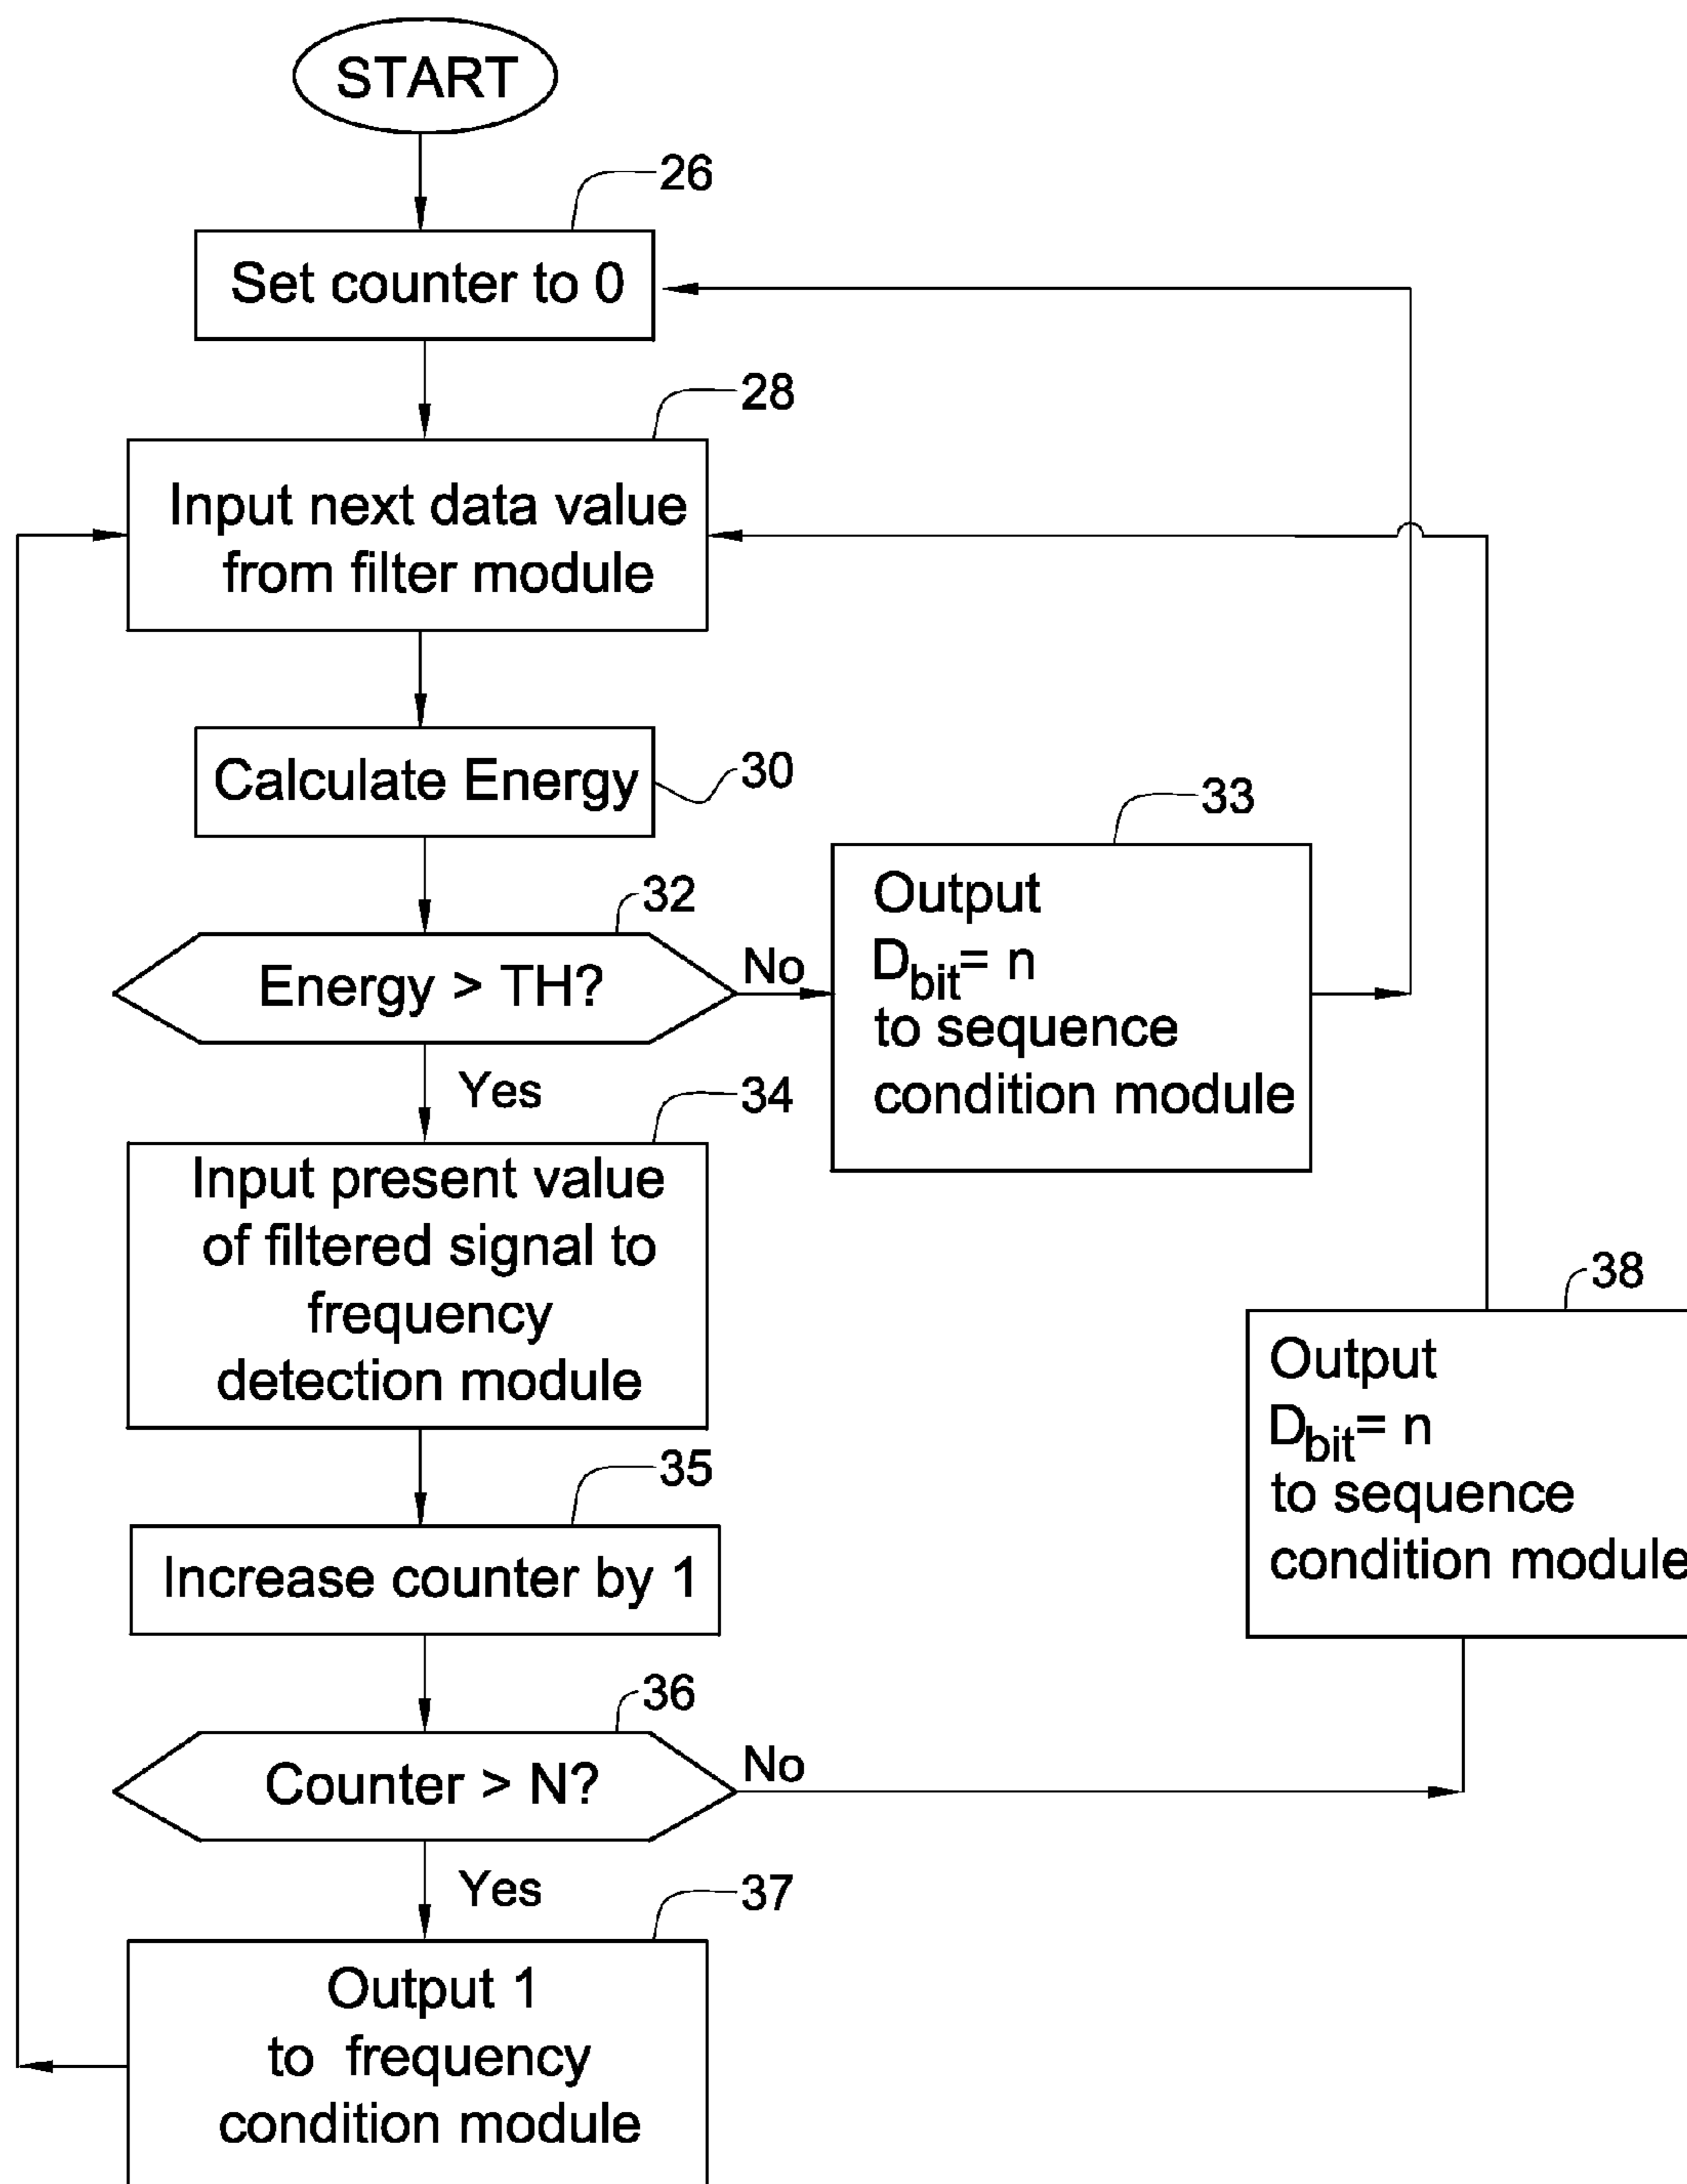 START
26
Set counter to 0
28
Input next data value
from filter module
Calculate Energy
30
33
Output
Dbit= n
to sequence
condition module
32
Energy > TH?
No
Yes
34
Input present value
of filtered signal to
frequency
detection module
38
Output
Dbit= n
to sequence
condition module
35
Increase counter by 1
36
Counter > N?
No
Yes
37
Output 1
to frequency
condition module